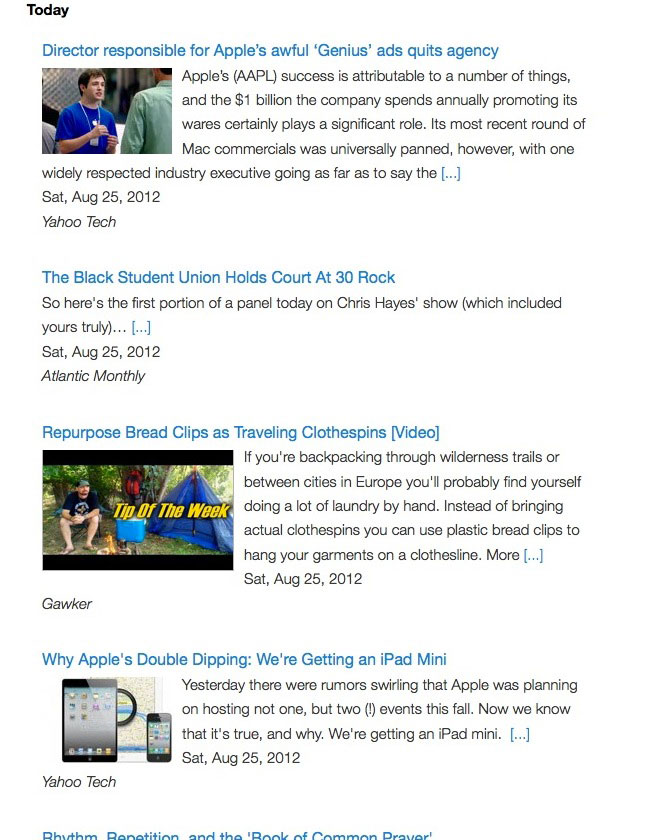 Today
Director responsible for Apple’s awful ‘Genius’ ads quits agency
Apple’s (AAPL) success is attributable to a number of things,
and the $1 billion the company spends annually promoting its
wares certainly plays a significant role. Its most recent round of
Mac commercials was universally panned, however, with one
widely respected industry executive going as far as to say the [...]
Sat, Aug 25, 2012
Yahoo Tech
The Black Student Union Holds Court At 30 Rock
So here's the first portion of a panel today on Chris Hayes' show (which included
yours truly)… [...]
Sat, Aug 25, 2012
Atlantic Monthly
Repurpose Bread Clips as Traveling Clothespins [Video]
Tip Of The Week
If you're backpacking through wilderness trails or
between cities in Europe you'll probably find yourself
doing a lot of laundry by hand. Instead of bringing
actual clothespins you can use plastic bread clips to
hang your garments on a clothesline. More [...]
Sat, Aug 25, 2012
Gawker
Why Apple's Double Dipping: We're Getting an iPad Mini
Yesterday there were rumors swirling that Apple was planning
on hosting not one, but two (!) events this fall. Now we know
that it's true, and why. We're getting an iPad mini. [...]
Sat, Aug 25, 2012
Yahoo Tech
Rhythm, Repetition, and the 'Book of Common Prayer'